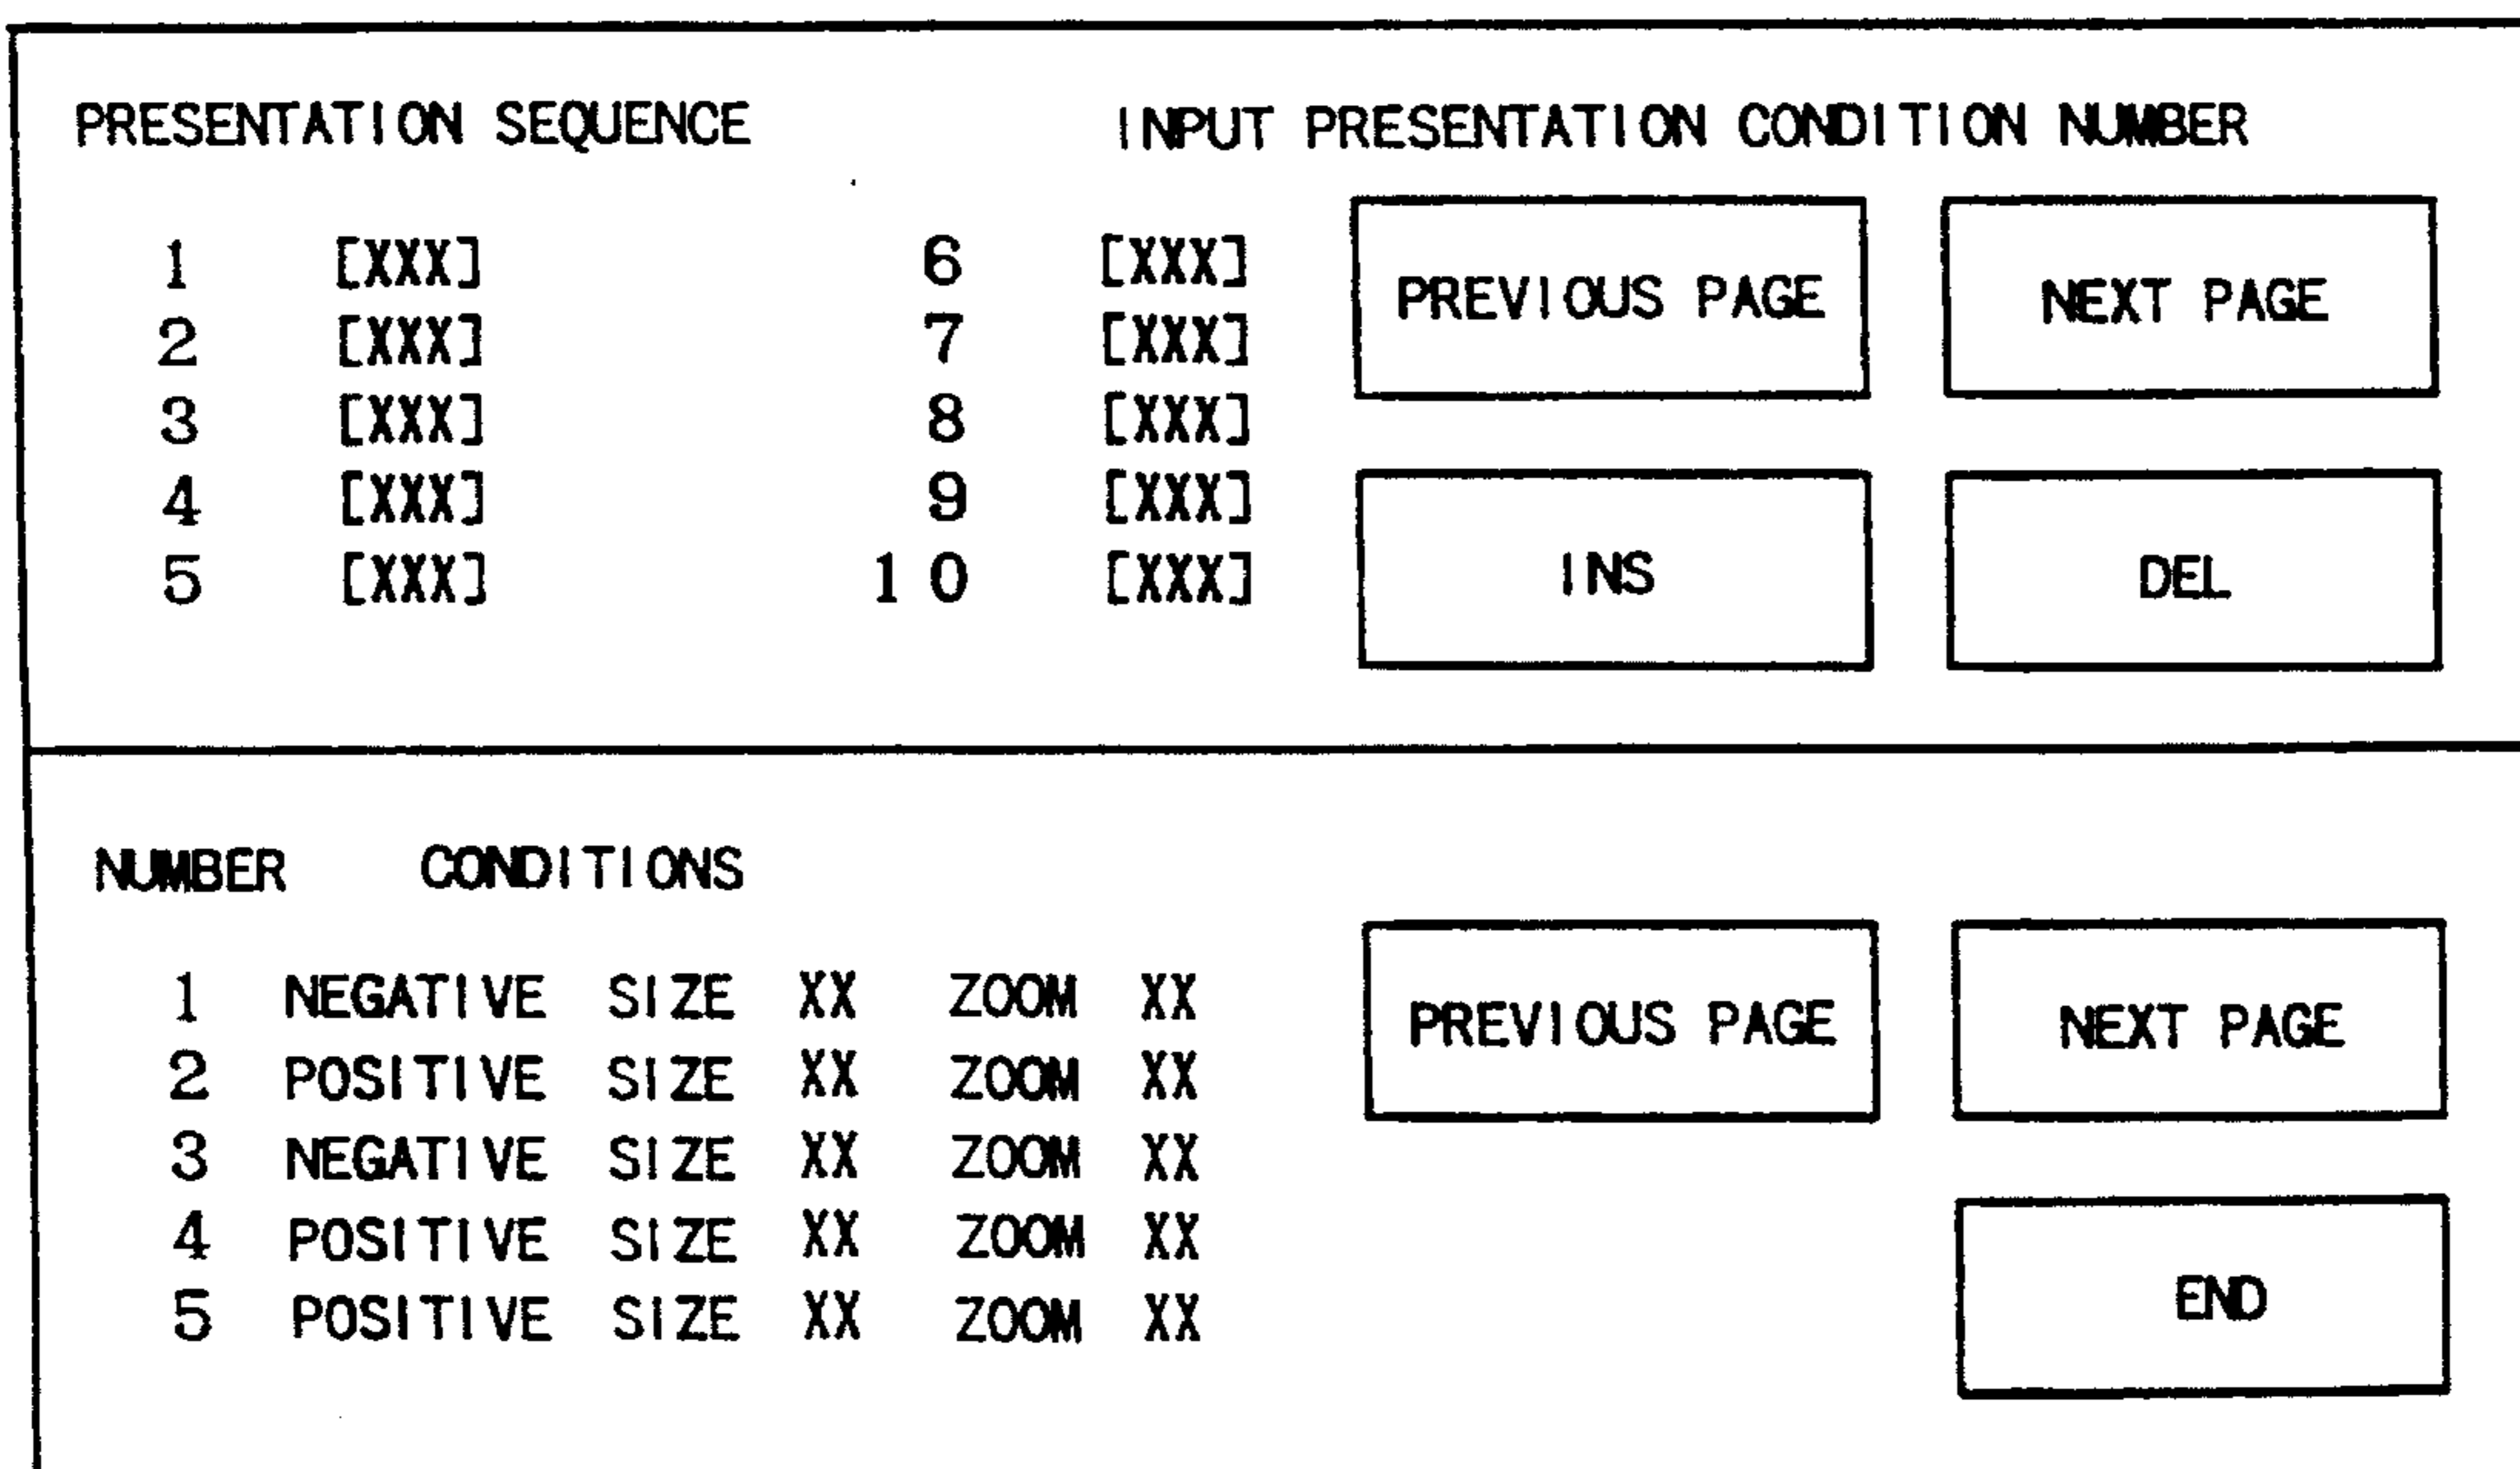 PRESENTATION SEQUENCE INPUT PRESENTATION CONDITION NUMBER
1 [XXX] 6 [XXX]
2 [XXX] 7 [XXX]
3 [XXX] 8 [XXX]
4 [XXX] 9 [XXX]
5 [XXX] 10 [XXX]
PREVIOUS PAGE NEXT PAGE
INS DEL
NUMBER CONDITIONS
1 NEGATIVE SIZE XX ZOOM XX
2 POSITIVE SIZE XX ZOOM XX
3 NEGATIVE SIZE XX ZOOM XX
4 POSITIVE SIZE XX ZOOM XX
5 POSITIVE SIZE XX ZOOM XX
PREVIOUS PAGE NEXT PAGE
END